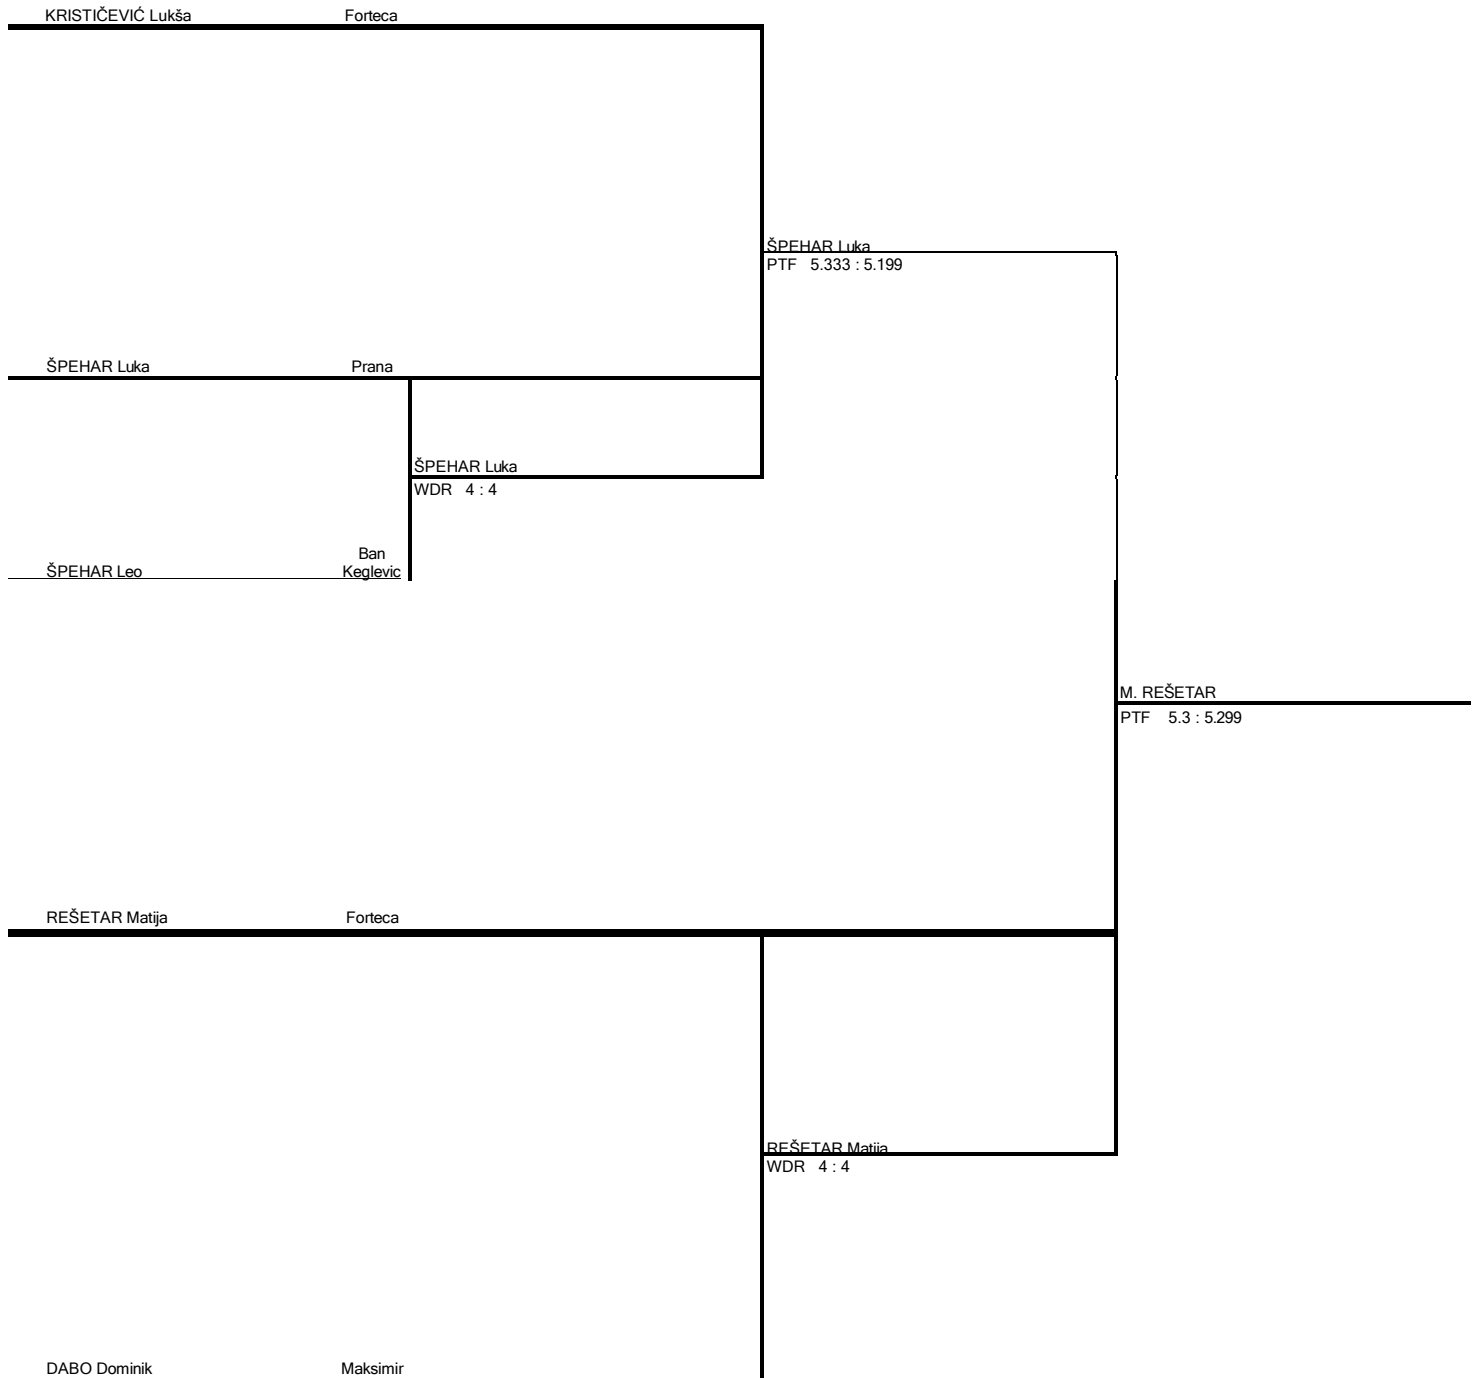 KRISTIČEVIĆ Lukša Forteca
ŠPEHAR Luka
PTF 5.333 : 5.199
ŠPEHAR Luka Prana
ŠPEHAR Luka
WDR 4 : 4
Ban
ŠPEHAR Leo Keglevic
M. REŠETAR
PTF 5.3 : 5.299
REŠETAR Matija Forteca
REŠETAR Matija
WDR 4 : 4
DABO Dominik Maksimir